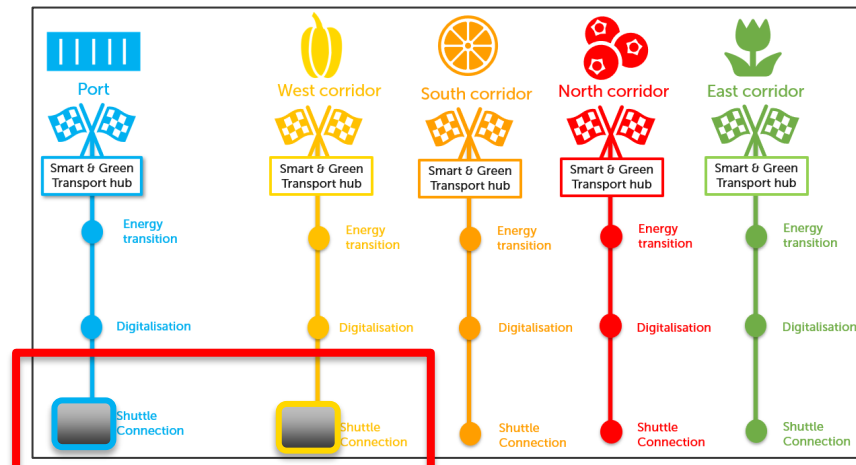 Port
West corridor
South corridor
North corridor
East corridor
Smart & Green
Transport hub
Smart & Green
Transport hub
Smart & Green
Transport hub
Smart & Green
Transport hub
Smart & Green
Transport hub
Energy
transition
Energy
transition
Energy
transition
Energy
transition
Energy
transition
Digitalisation
Digitalisation
Digitalisation
Digitalisation
Digitalisation
Shuttle
Connection
Shuttle
Connection
Shuttle
Connection
Shuttle
Connection
Shuttle
Connection